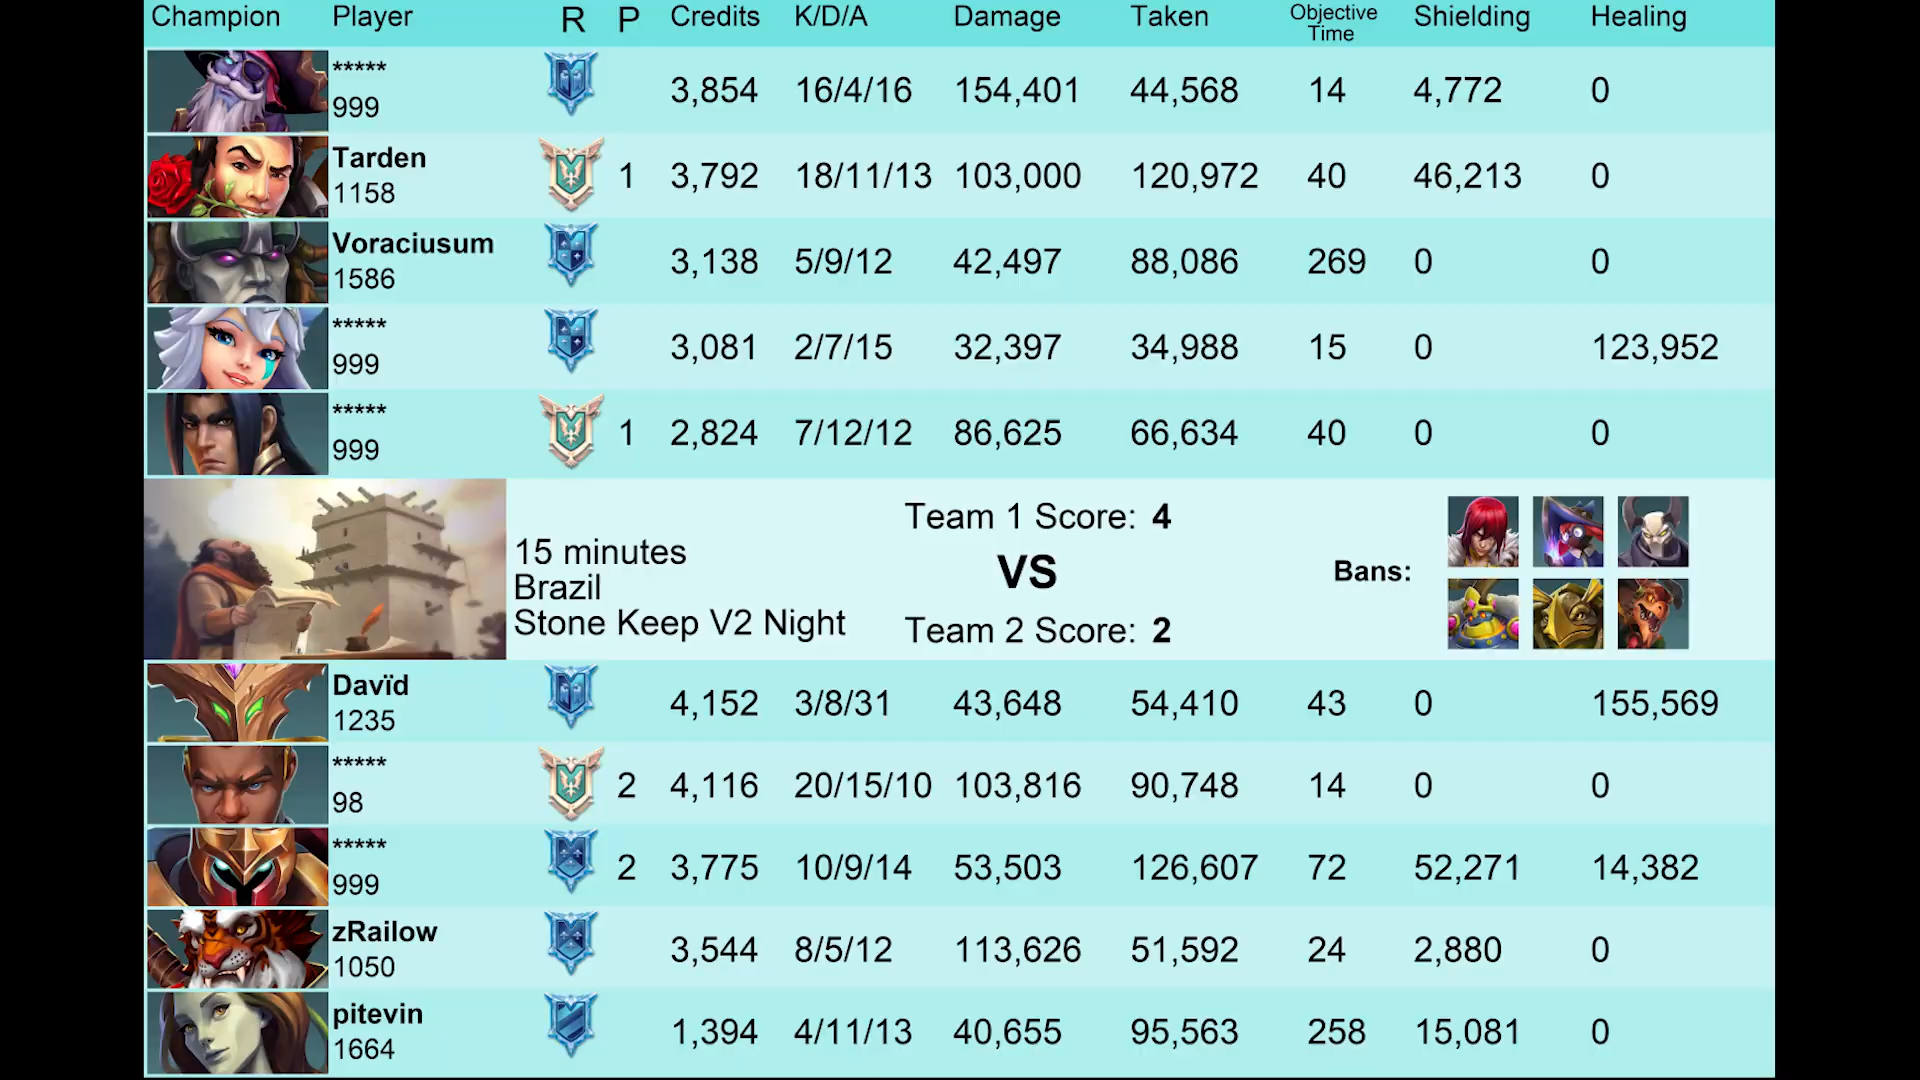 Champion Player R P Credits K/D/A Damage Taken Objective Time Shielding Healing
*****
999
3,854 16/4/16 154,401 44,568 14 4,772 0
Tarden
1158
1 3,792 18/11/13 103,000 120,972 40 46,213 0
Voraciusum
1586
3,138 5/9/12 42,497 88,086 269 0 0
*****
999
3,081 2/7/15 32,397 34,988 15 0 123,952
*****
999
1 2,824 7/12/12 86,625 66,634 40 0 0
15 minutes
Brazil
Stone Keep V2 Night
Team 1 Score: 4
VS
Team 2 Score: 2
Bans:
Davïd
1235
4,152 3/8/31 43,648 54,410 43 0 155,569
*****
98
2 4,116 20/15/10 103,816 90,748 14 0 0
*****
999
2 3,775 10/9/14 53,503 126,607 72 52,271 14,382
zRailow
1050
3,544 8/5/12 113,626 51,592 24 2,880 0
pitevin
1664
1,394 4/11/13 40,655 95,563 258 15,081 0